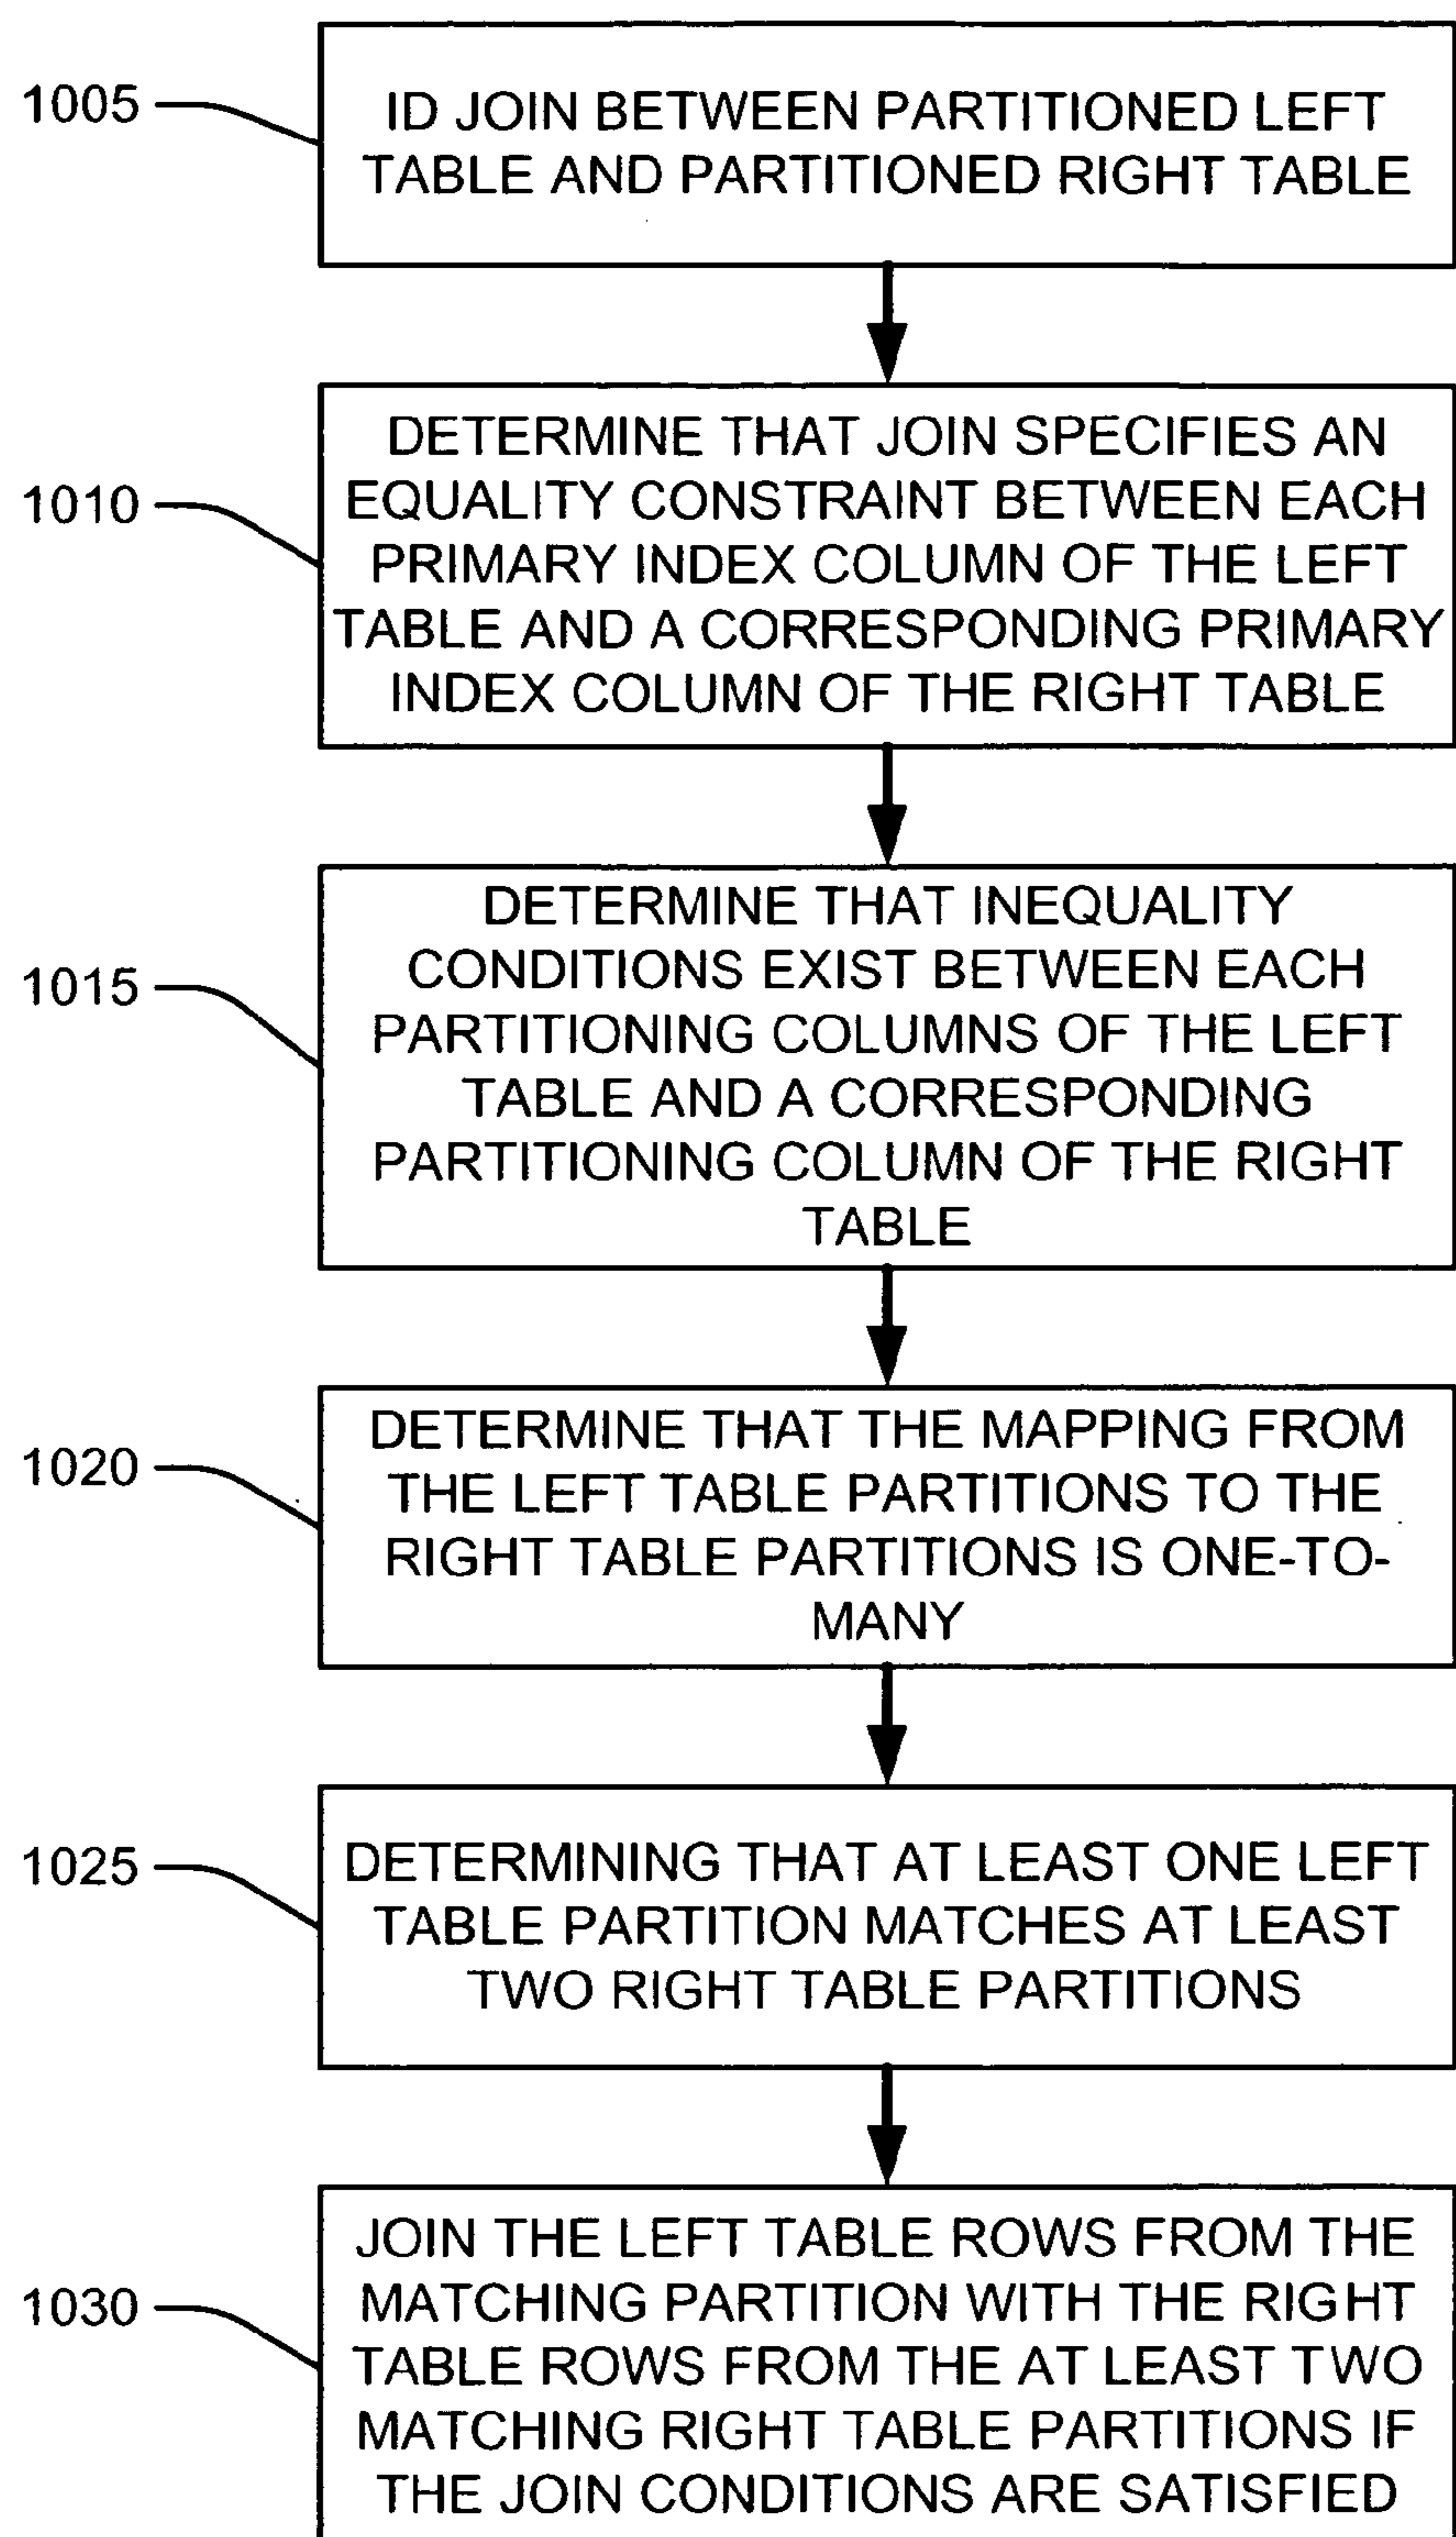 1005
ID JOIN BETWEEN PARTITIONED LEFT
TABLE AND PARTITIONED RIGHT TABLE
1010
DETERMINE THAT JOIN SPECIFIES AN
EQUALITY CONSTRAINT BETWEEN EACH
PRIMARY INDEX COLUMN OF THE LEFT
TABLE AND A CORRESPONDING PRIMARY
INDEX COLUMN OF THE RIGHT TABLE
1015
DETERMINE THAT INEQUALITY
CONDITIONS EXIST BETWEEN EACH
PARTITIONING COLUMNS OF THE LEFT
TABLE AND A CORRESPONDING
PARTITIONING COLUMN OF THE RIGHT
TABLE
1020
DETERMINE THAT THE MAPPING FROM
THE LEFT TABLE PARTITIONS TO THE
RIGHT TABLE PARTITIONS IS ONE-TO-
MANY
1025
DETERMINING THAT AT LEAST ONE LEFT
TABLE PARTITION MATCHES AT LEAST
TWO RIGHT TABLE PARTITIONS
1030
JOIN THE LEFT TABLE ROWS FROM THE
MATCHING PARTITION WITH THE RIGHT
TABLE ROWS FROM THE AT LEAST TWO
MATCHING RIGHT TABLE PARTITIONS IF
THE JOIN CONDITIONS ARE SATISFIED